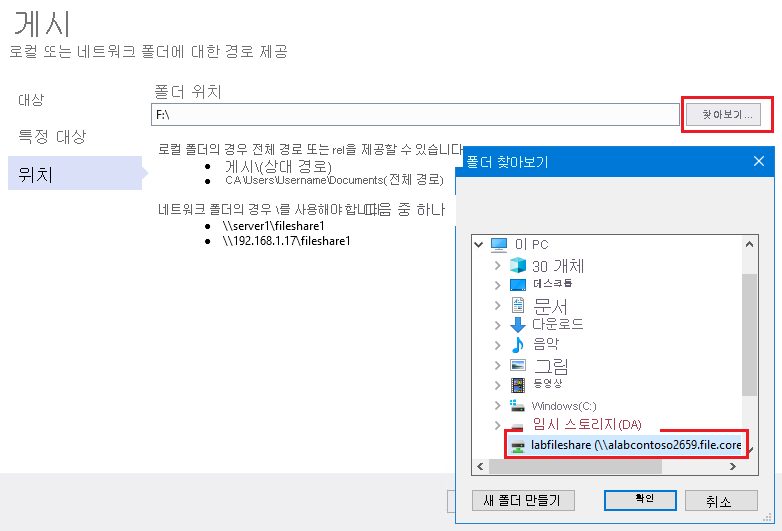 게시
로컬 또는 네트워크 폴더에 대한 경로 제공
대상
특정 대상
위치
폴더 위치
F:\
찾아보기...
로컬 폴더의 경우 전체 경로 또는 rel을 제공할 수 있습니다
게시\(상대 경로)
CA\Users\Username\Documents(전체 경로)
네트워크 폴더의 경우 \를 사용해야 합니다. 다음 중 하나
\\server1\fileshare1
\\192.168.1.17\fileshare1
폴더 찾아보기
이 PC
30 개체
데스크톱
문서
다운로드
음악
그림
동영상
Windows(C:)
임시 스토리지(DA)
labfileshare (\\alabcontoso2659.file.core
새 폴더 만들기
확인
취소